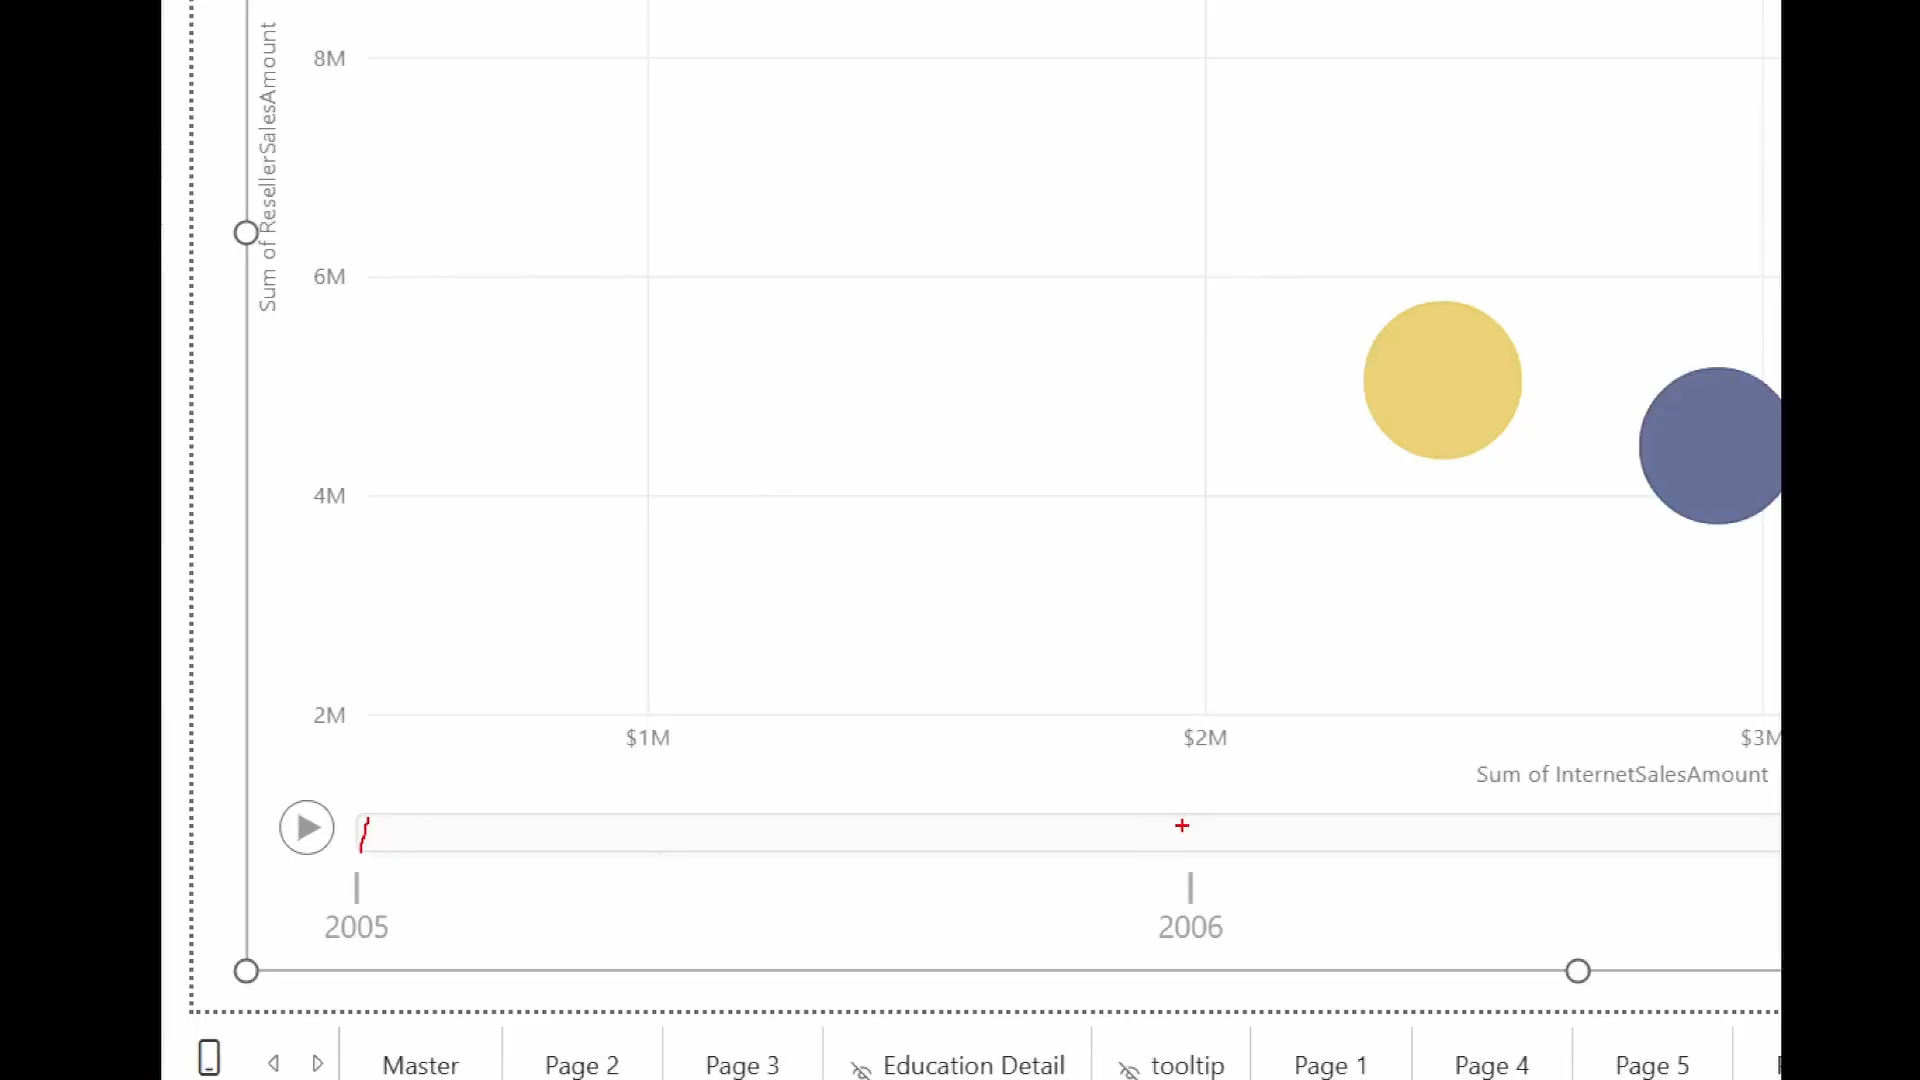 Sum of ResellerSalesAmount
8M
6M
4M
2M
$1M
$2M
$3M
Sum of InternetSalesAmount
2005
2006
Master
Page 2
Page 3
Education Detail
tooltip
Page 1
Page 4
Page 5